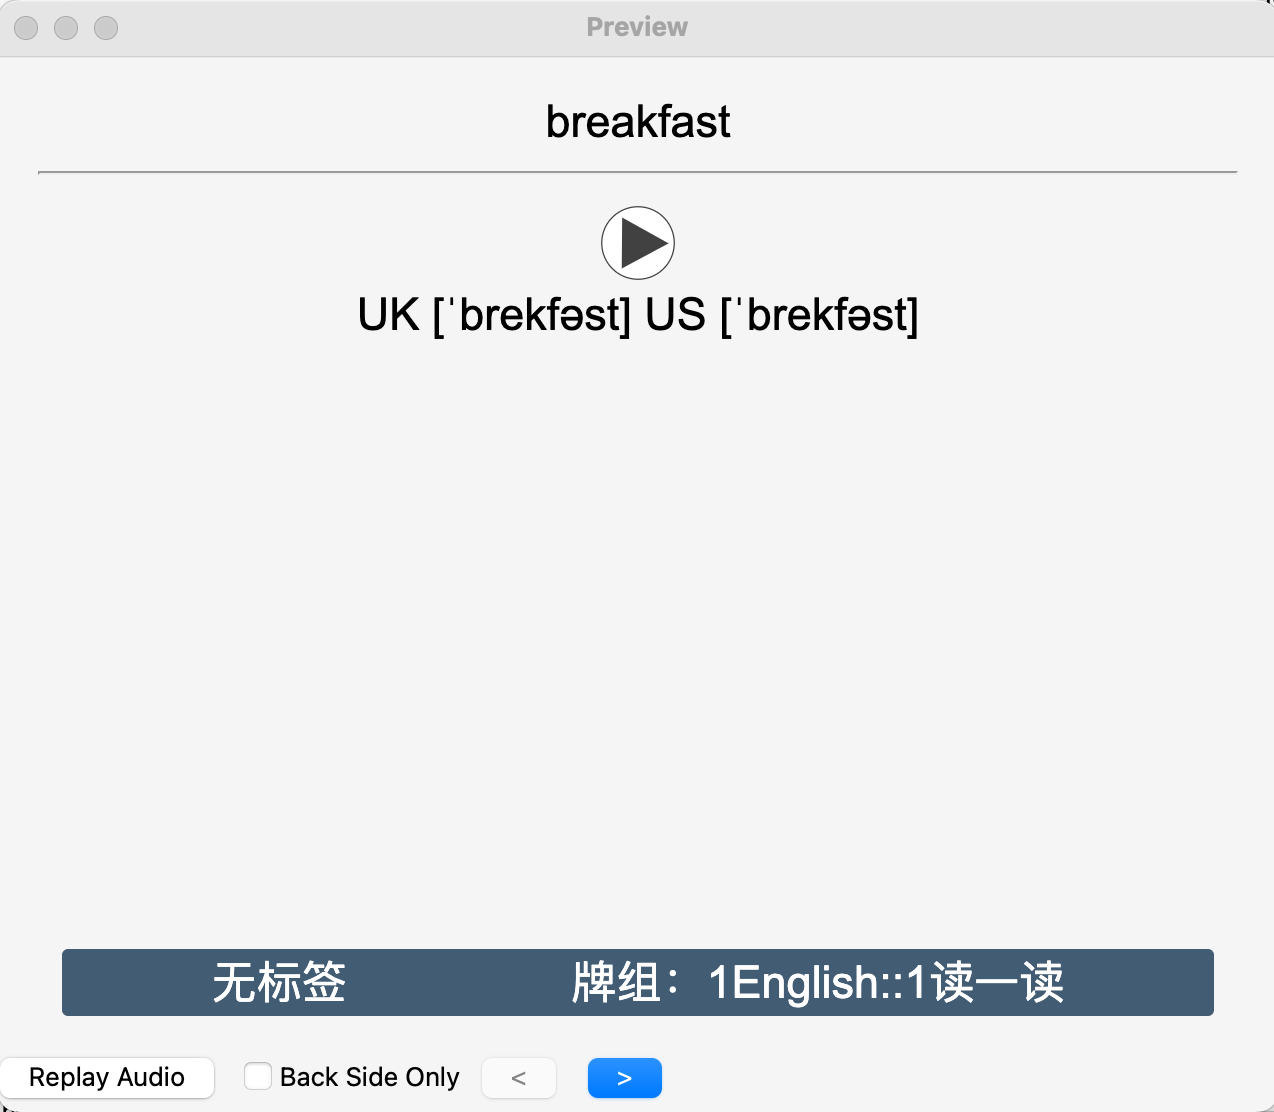 Preview
breakfast
UK [ˈbrekfəst] US [ˈbrekfəst]
无标签 牌组：1English::1读一读
Replay Audio Back Side Only < >